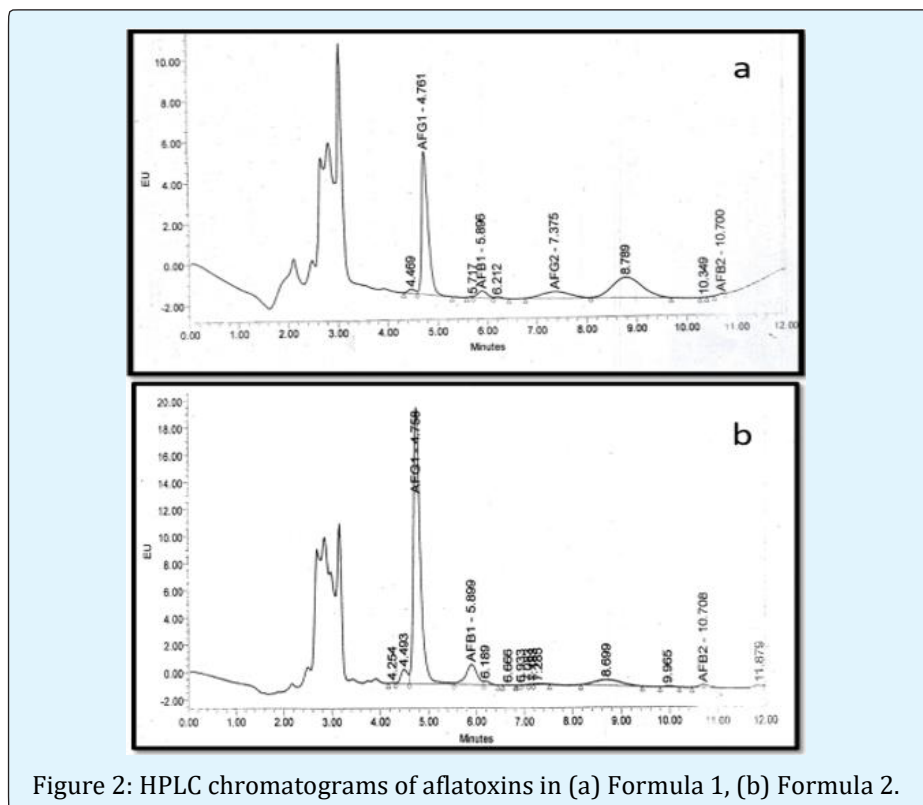 a
10.00
8.00
6.00
4.00
2.00
0.00
-2.00
EU
4.469
AFG1 - 4.761
5.717
AFB1 - 5.896
6.212
AFG2 - 7.375
8.789
10.349
AFB2 - 10.700
0.00 1.00 2.00 3.00 4.00 5.00 6.00 7.00 8.00 9.00 10.00 11.00 12.00
Minutes
b
20.00
18.00
16.00
14.00
12.00
10.00
8.00
6.00
4.00
2.00
0.00
-2.00
EU
4.254
4.493
AFG1 - 4.758
AFB1 - 5.899
6.189
6.666
6.933
7.285
8.699
9.965
AFB2 - 10.708
11.879
0.00 1.00 2.00 3.00 4.00 5.00 6.00 7.00 8.00 9.00 10.00 11.00 12.00
Minutes
Figure 2: HPLC chromatograms of aflatoxins in (a) Formula 1, (b) Formula 2.